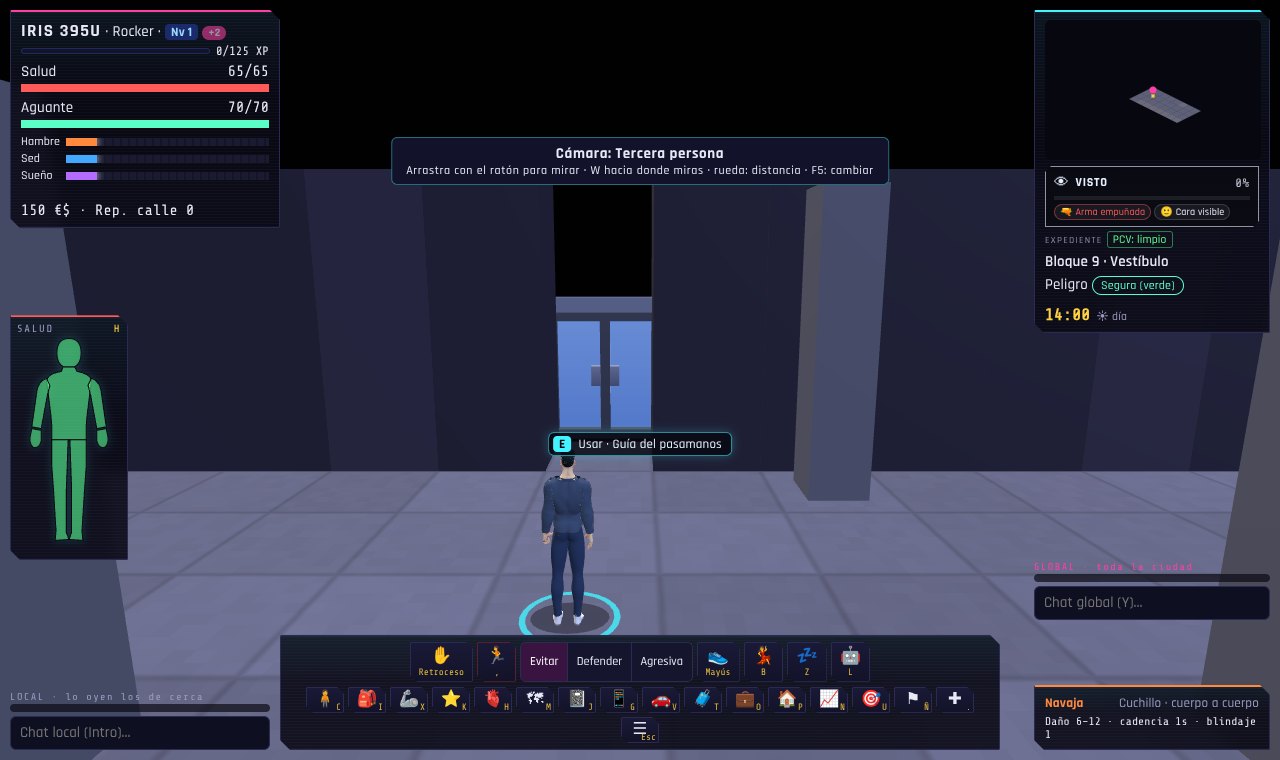 IRIS 395U · Rocker · Nv 1 +2
0/125 XP
Salud 65/65
Aguante 70/70
Hambre
Sed
Sueño
150 €$ · Rep. calle 0
SALUD H
Cámara: Tercera persona
Arrastra con el ratón para mirar · W hacia donde miras · rueda: distancia · F5: cambiar
VISTO 0%
Arma empuñada Cara visible
EXPEDIENTE PCV: limpio
Bloque 9 · Vestíbulo
Peligro Segura (verde)
14:00 día
E Usar · Guía del pasamanos
GLOBAL · toda la ciudad
Chat global (Y)...
LOCAL · lo oyen los de cerca
Chat local (Intro)...
Retroceso , Evitar Defender Agresiva Mayús B Z L
C I X K H M J G V T O P N U Ñ .
Esc
Navaja Cuchillo · cuerpo a cuerpo
Daño 6-12 · cadencia 1s · blindaje
1